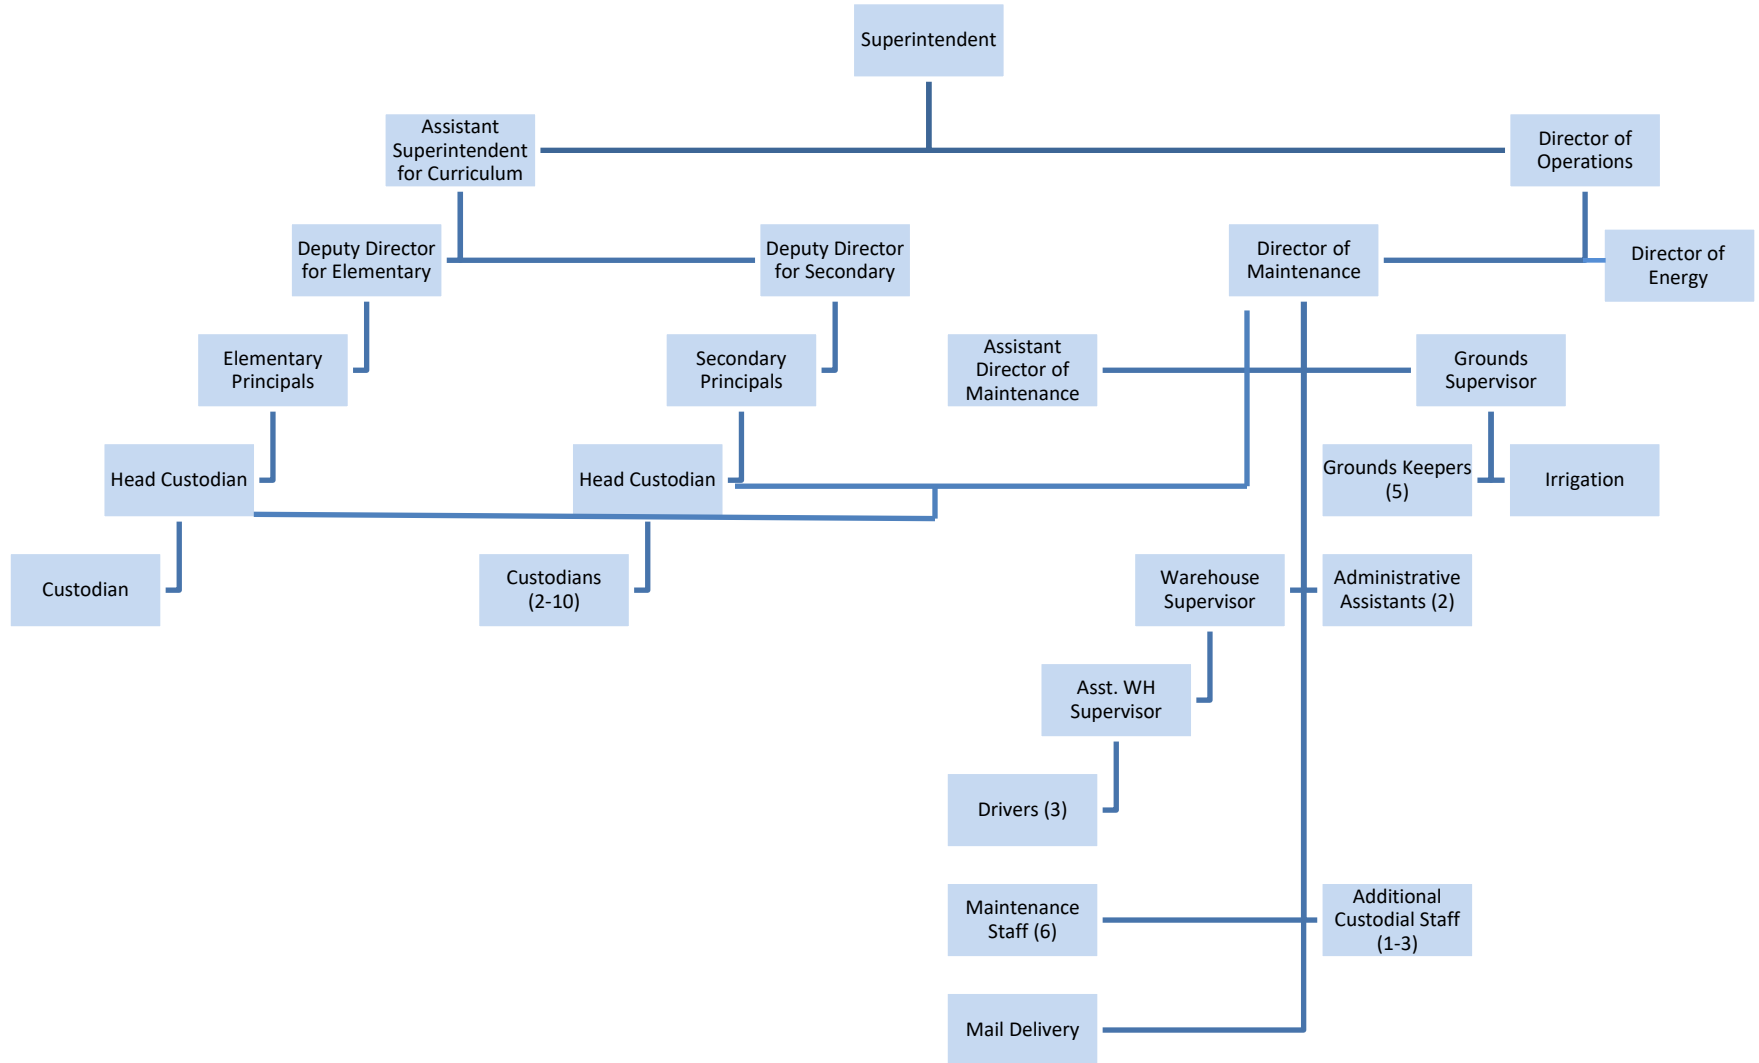 Superintendent
Assistant
Superintendent
for Curriculum
Director of
Operations
Deputy Director
for Elementary
Deputy Director
for Secondary
Director of
Maintenance
Director of
Energy
Elementary
Principals
Secondary
Principals
Assistant
Director of
Maintenance
Grounds
Supervisor
Head Custodian
Head Custodian
Grounds Keepers
(5)
Irrigation
Custodian
Custodians
(2-10)
Warehouse
Supervisor
Administrative
Assistants (2)
Asst. WH
Supervisor
Drivers (3)
Maintenance
Staff (6)
Additional
Custodial Staff
(1-3)
Mail Delivery